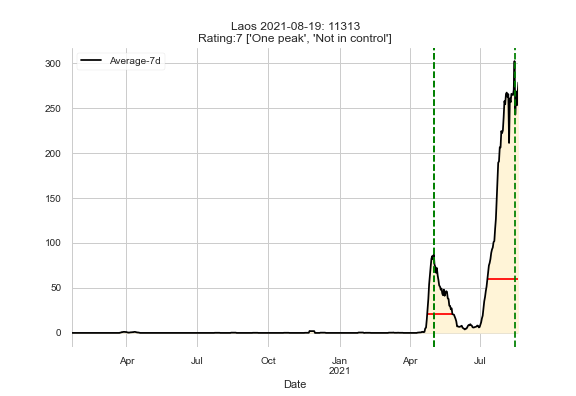 Laos 2021-08-19: 11313
Rating:7 ['One peak', 'Not in control']
Average-7d
300
250
200
150
100
50
0
Apr Jul Oct Jan Apr Jul
2021
Date